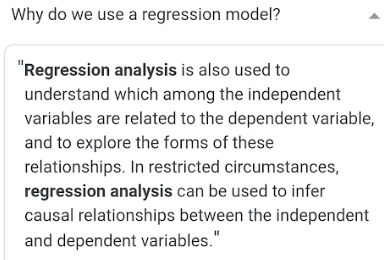 Why do we use a regression model?
"Regression analysis is also used to
understand which among the independent
variables are related to the dependent variable,
and to explore the forms of these
relationships. In restricted circumstances,
regression analysis can be used to infer
causal relationships between the independent
and dependent variables."